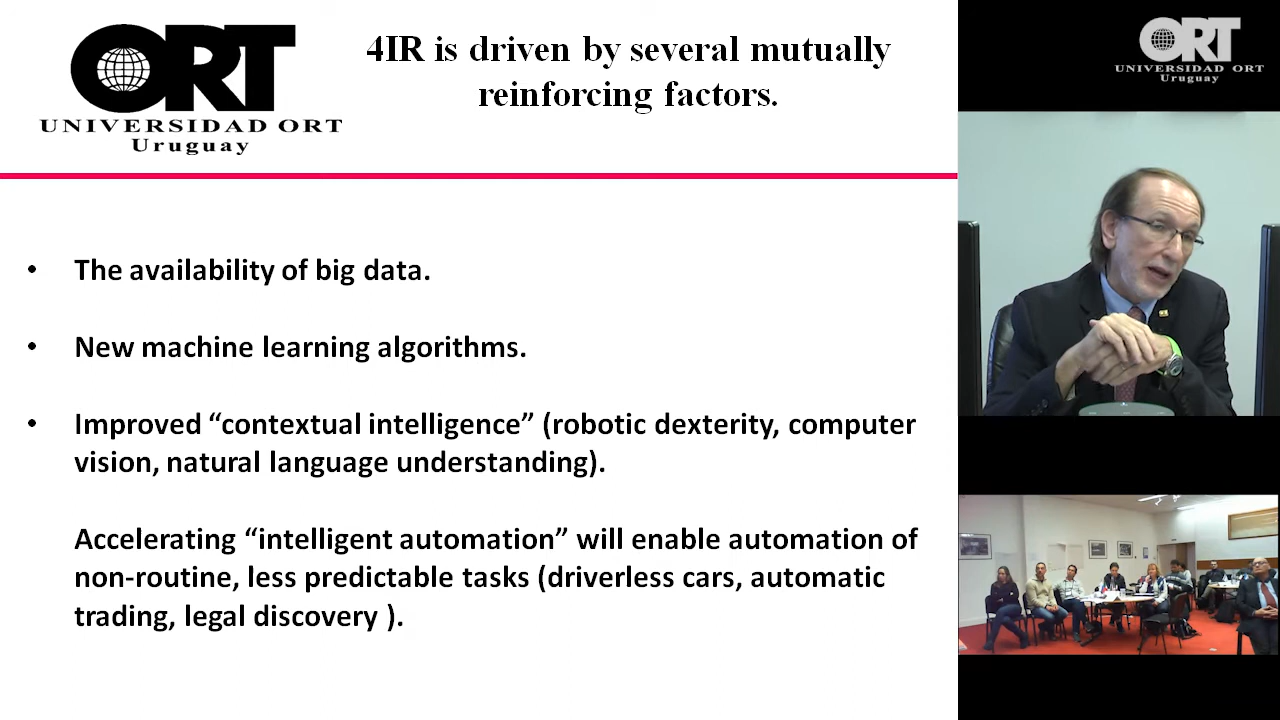 ORT
UNIVERSIDAD ORT
Uruguay
4IR is driven by several mutually
reinforcing factors.
• The availability of big data.
• New machine learning algorithms.
• Improved “contextual intelligence” (robotic dexterity, computer
vision, natural language understanding).
Accelerating “intelligent automation” will enable automation of
non-routine, less predictable tasks (driverless cars, automatic
trading, legal discovery ).
ORT
UNIVERSIDAD ORT
Uruguay